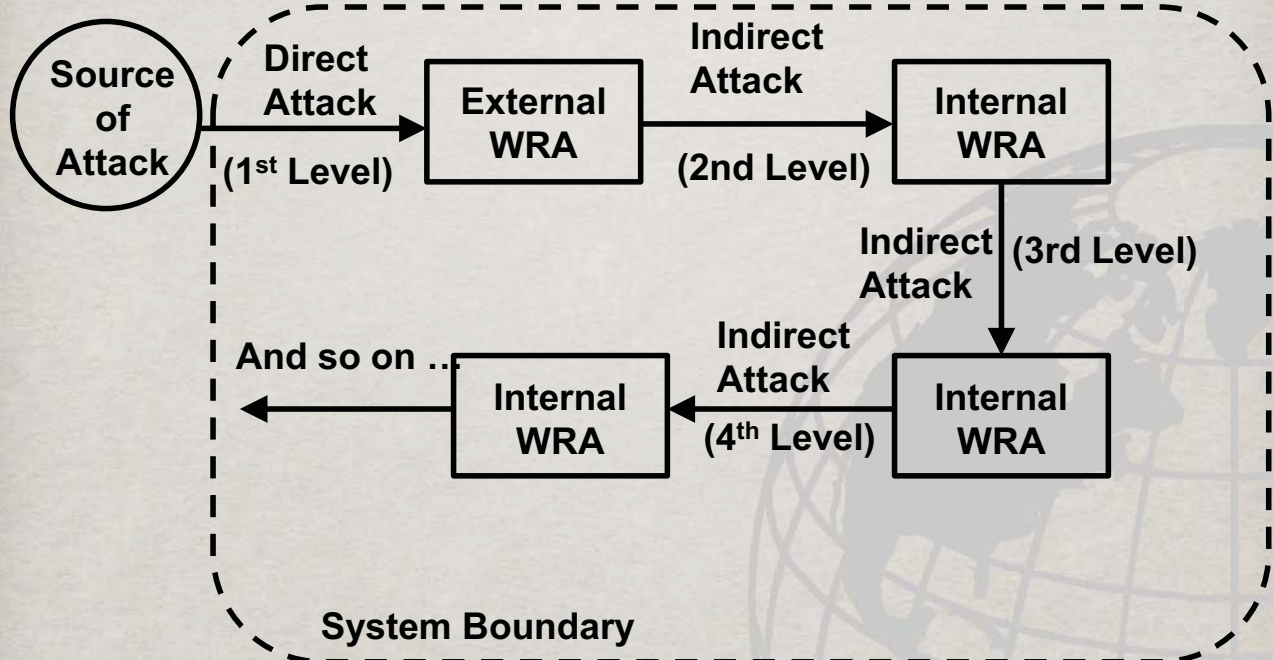 Source
of
Attack
Direct
Attack
(1st Level)
External
WRA
Indirect
Attack
(2nd Level)
Internal
WRA
Indirect
Attack
(3rd Level)
Internal
WRA
Indirect
Attack
(4th Level)
Internal
WRA
And so on …
System Boundary